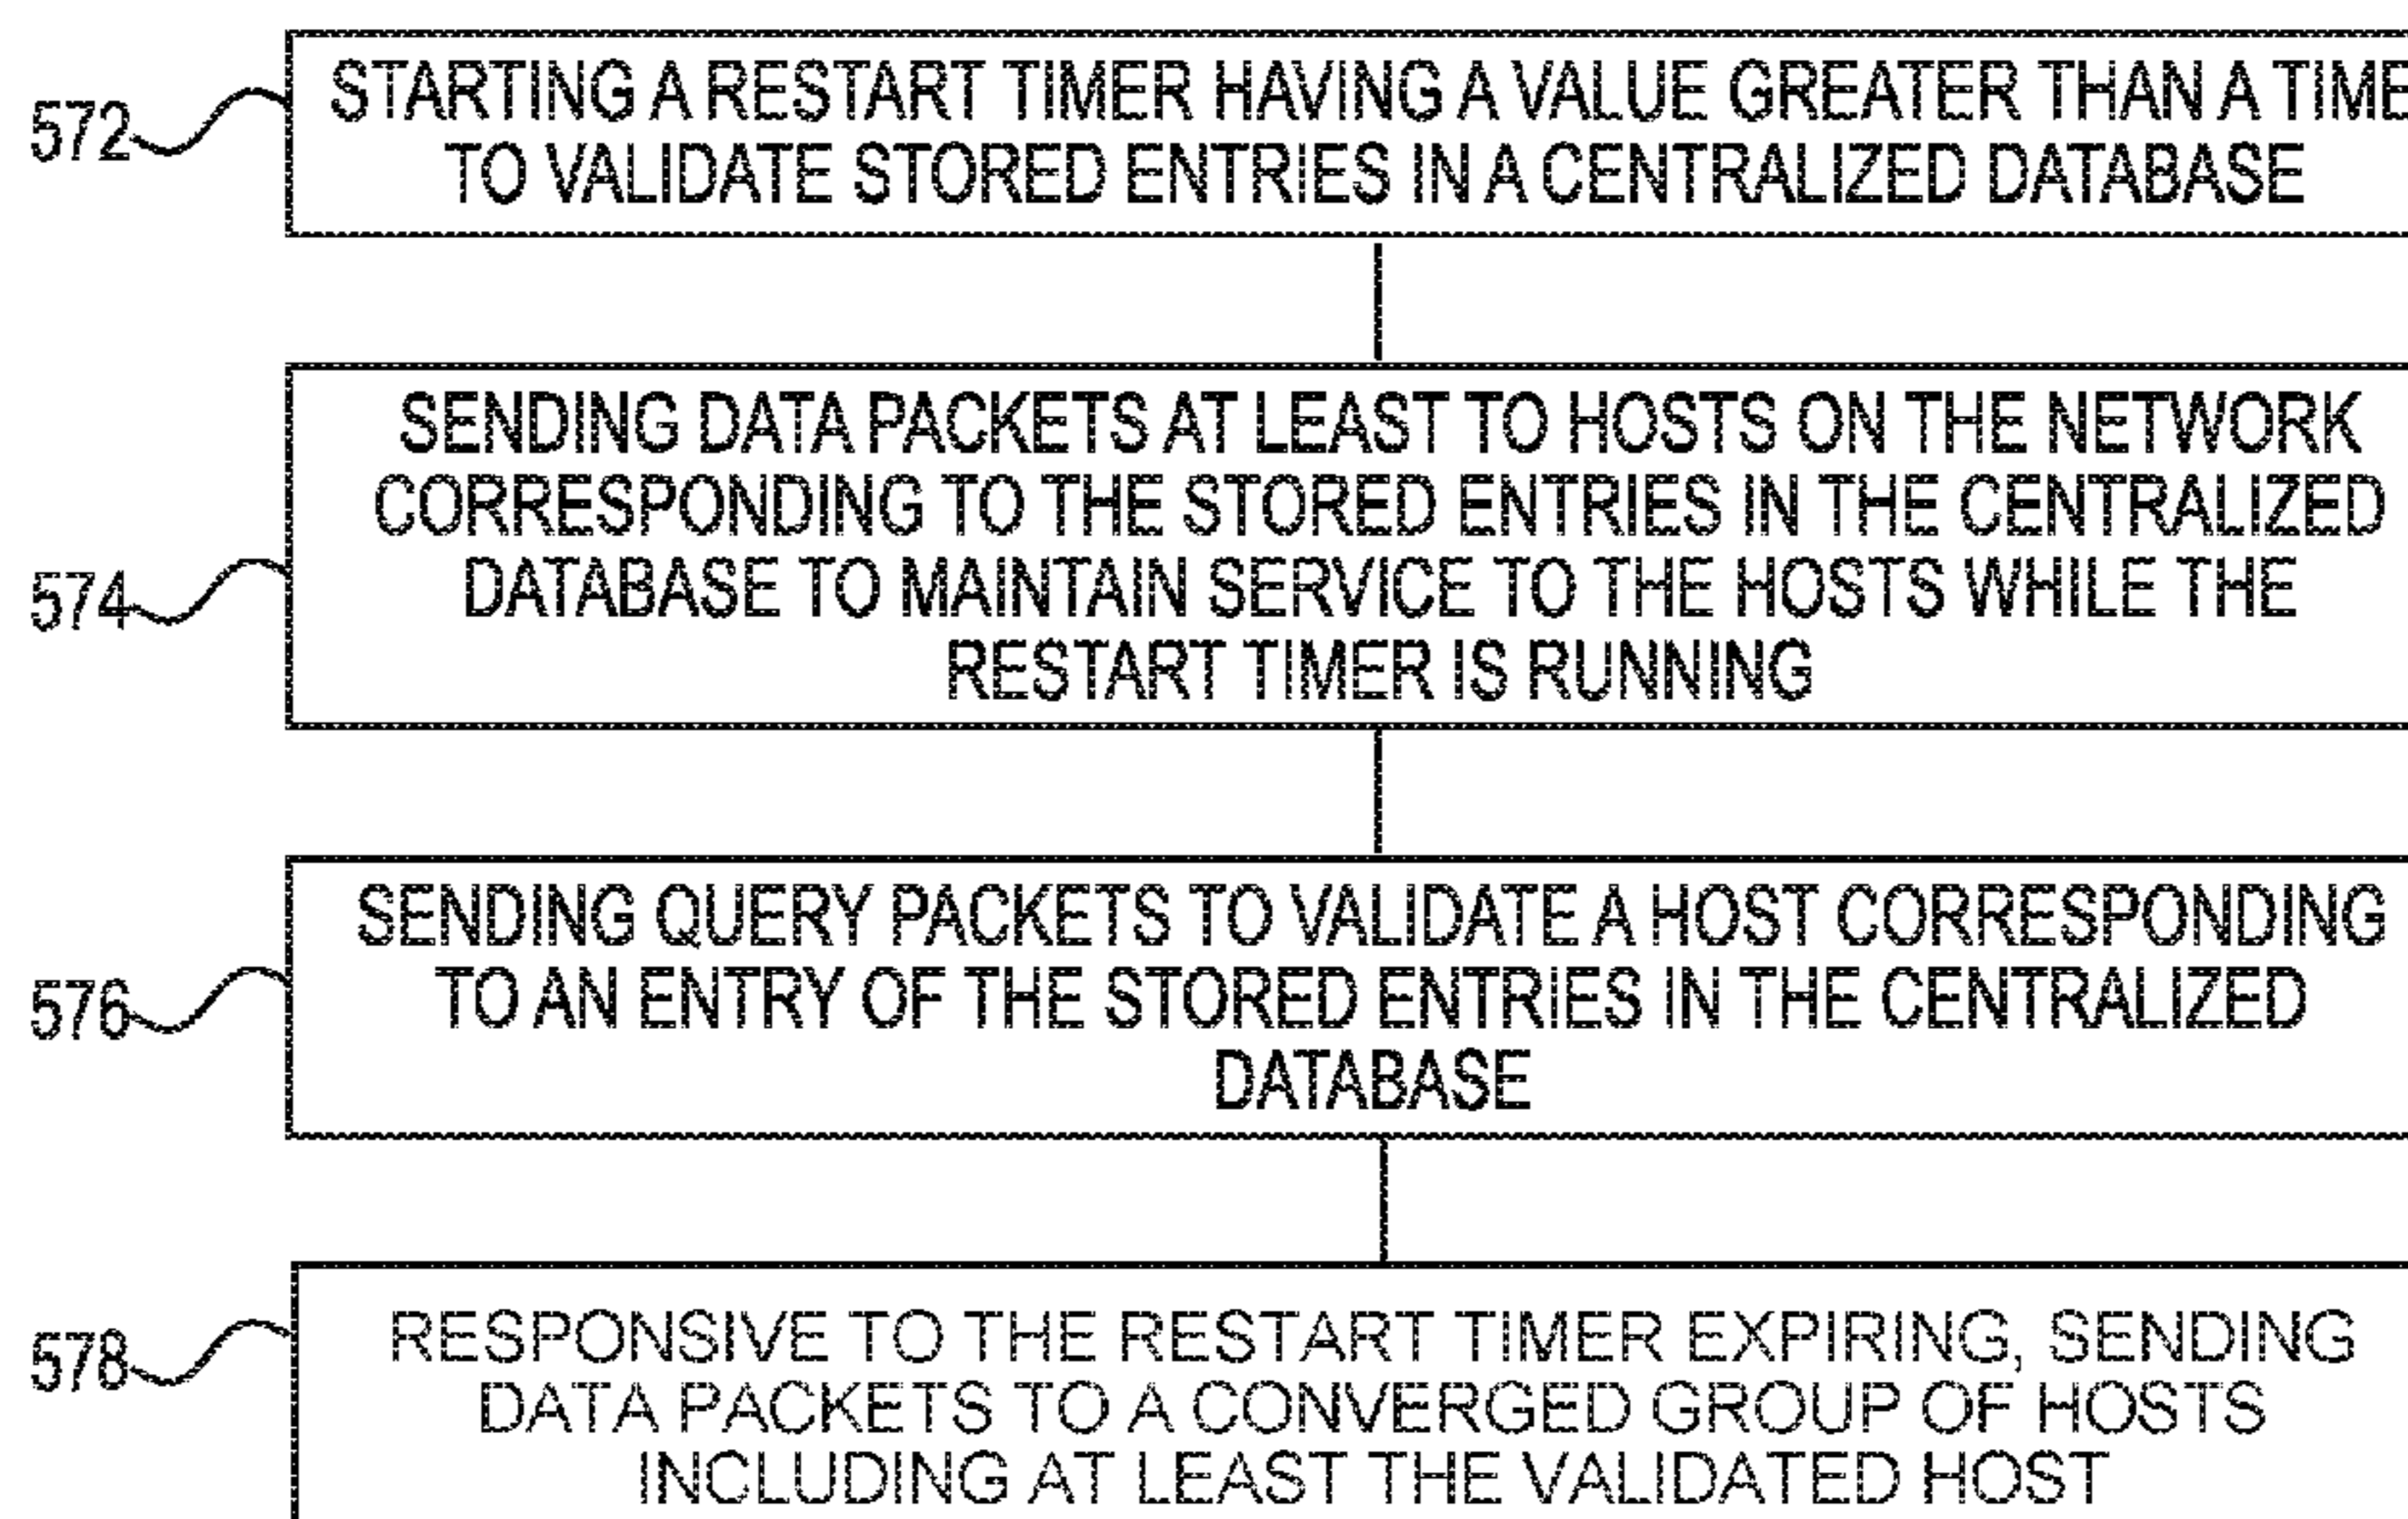 572
STARTING A RESTART TIMER HAVING A VALUE GREATER THAN A TIME
TO VALIDATE STORED ENTRIES IN A CENTRALIZED DATABASE
574
SENDING DATA PACKETS AT LEAST TO HOSTS ON THE NETWORK
CORRESPONDING TO THE STORED ENTRIES IN THE CENTRALIZED
DATABASE TO MAINTAIN SERVICE TO THE HOSTS WHILE THE
RESTART TIMER IS RUNNING
576
SENDING QUERY PACKETS TO VALIDATE A HOST CORRESPONDING
TO AN ENTRY OF THE STORED ENTRIES IN THE CENTRALIZED
DATABASE
578
RESPONSIVE TO THE RESTART TIMER EXPIRING, SENDING
DATA PACKETS TO A CONVERGED GROUP OF HOSTS
INCLUDING AT LEAST THE VALIDATED HOST